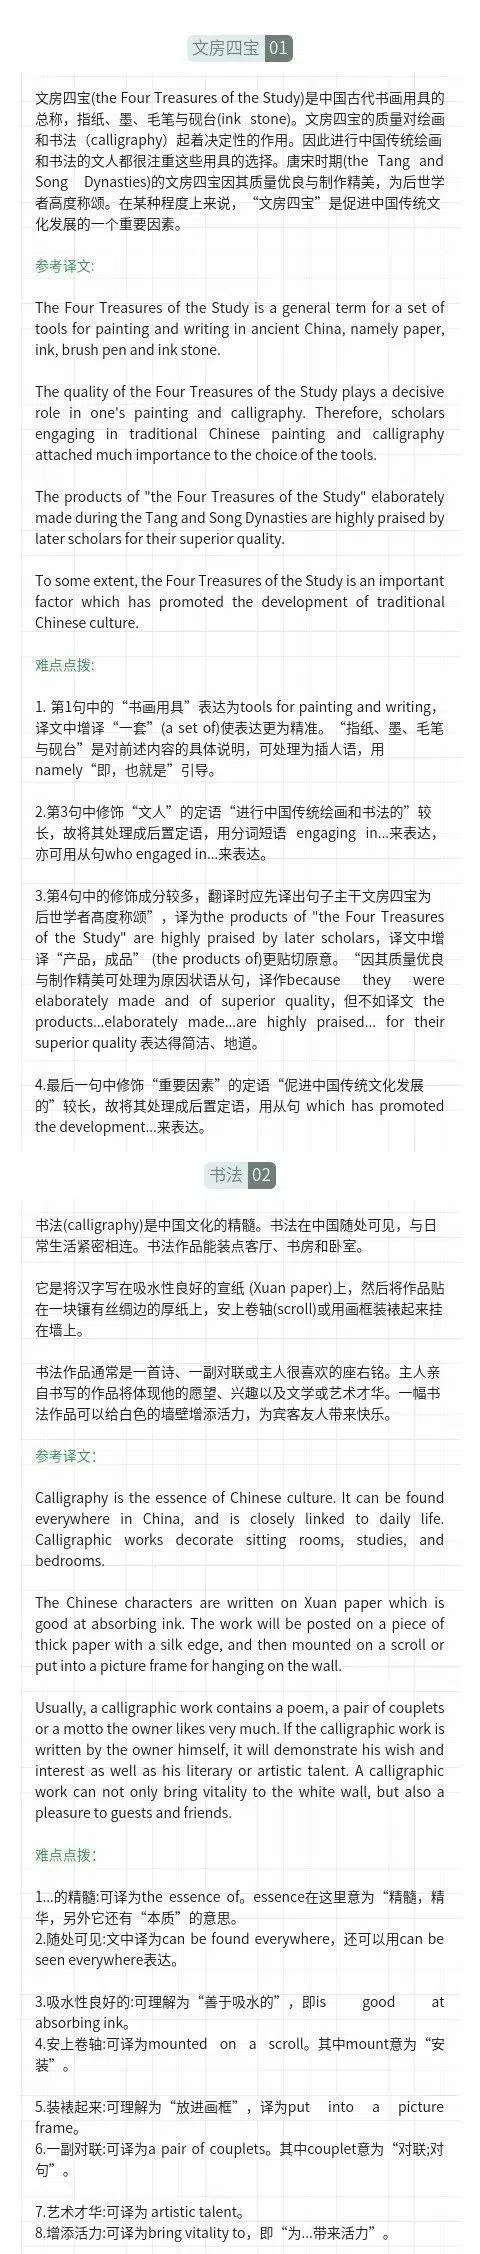 文房四宝 01
文房四宝(the Four Treasures of the Study)是中国古代书画用具的
总称，指纸、墨、毛笔与砚台(ink stone)。文房四宝的质量对绘画
和书法（calligraphy）起着决定性的作用。因此进行中国传统绘画
和书法的文人都很注重这些用具的选择。唐宋时期(the Tang and
Song Dynasties)的文房四宝因其质量优良与制作精美，为后世学
者高度称颂。在某种程度上来说，“文房四宝”是促进中国传统文
化发展的一个重要因素。
参考译文:
The Four Treasures of the Study is a general term for a set of
tools for painting and writing in ancient China, namely paper,
ink, brush pen and ink stone.
The quality of the Four Treasures of the Study plays a decisive
role in one's painting and calligraphy. Therefore, scholars
engaging in traditional Chinese painting and calligraphy
attached much importance to the choice of the tools.
The products of "the Four Treasures of the Study" elaborately
made during the Tang and Song Dynasties are highly praised by
later scholars for their superior quality.
To some extent, the Four Treasures of the Study is an important
factor which has promoted the development of traditional
Chinese culture.
难点点拨:
1. 第1句中的“书画用具”表达为tools for painting and writing，
译文中增译“一套”(a set of)使表达更为精准。“指纸、墨、毛笔
与砚台”是对前述内容的具体说明，可处理为插人语，用
namely“即，也就是”引导。
2.第3句中修饰“文人”的定语“进行中国传统绘画和书法的”较
长，故将其处理成后置定语，用分词短语 engaging in...来表达，
亦可用从句who engaged in...来表达。
3.第4句中的修饰成分较多，翻译时应先译出句子主干文房四宝为
后世学者髙度称颂”，译为the products of "the Four Treasures
of the Study" are highly praised by later scholars，译文中增
译“产品，成品” (the products of)更贴切原意。“因其质量优良
与制作精美可处理为原因状语从句，译作because they were
elaborately made and of superior quality，但不如译文 the
products...elaborately made...are highly praised... for their
superior quality 表达得简洁、地道。
4.最后一句中修饰“重要因素”的定语“促进中国传统文化发展
的”较长，故将其处理成后置定语，用从句 which has promoted
the development...来表达。
书法 02
书法(calligraphy)是中国文化的精髓。书法在中国随处可见，与日
常生活紧密相连。书法作品能装点客厅、书房和卧室。
它是将汉字写在吸水性良好的宣纸 (Xuan paper)上，然后将作品贴
在一块镶有丝绸边的厚纸上，安上卷轴(scroll)或用画框装裱起来挂
在墙上。
书法作品通常是一首诗、一副对联或主人很喜欢的座右铭。主人亲
自书写的作品将体现他的愿望、兴趣以及文学或艺术才华。一幅书
法作品可以给白色的墙壁增添活力，为宾客友人带来快乐。
参考译文：
Calligraphy is the essence of Chinese culture. It can be found
everywhere in China, and is closely linked to daily life.
Calligraphic works decorate sitting rooms, studies, and
bedrooms.
The Chinese characters are written on Xuan paper which is
good at absorbing ink. The work will be posted on a piece of
thick paper with a silk edge, and then mounted on a scroll or
put into a picture frame for hanging on the wall.
Usually, a calligraphic work contains a poem, a pair of couplets
or a motto the owner likes very much. If the calligraphic work is
written by the owner himself, it will demonstrate his wish and
interest as well as his literary or artistic talent. A calligraphic
work can not only bring vitality to the white wall, but also a
pleasure to guests and friends.
难点点拨：
1...的精髓:可译为the essence of。essence在这里意为“精髓，精
华，另外它还有“本质”的意思。
2.随处可见:文中译为can be found everywhere，还可以用can be
seen everywhere表达。
3.吸水性良好的:可理解为“善于吸水的”，即is good at
absorbing ink。
4.安上卷轴:可译为mounted on a scroll。其中mount意为“安
装”。
5.装裱起来:可理解为“放进画框”，译为put into a picture
frame。
6.一副对联:可译为a pair of couplets。其中couplet意为“对联;对
句”。
7.艺术才华:可译为 artistic talent。
8.增添活力:可译为bring vitality to，即“为...带来活力”。